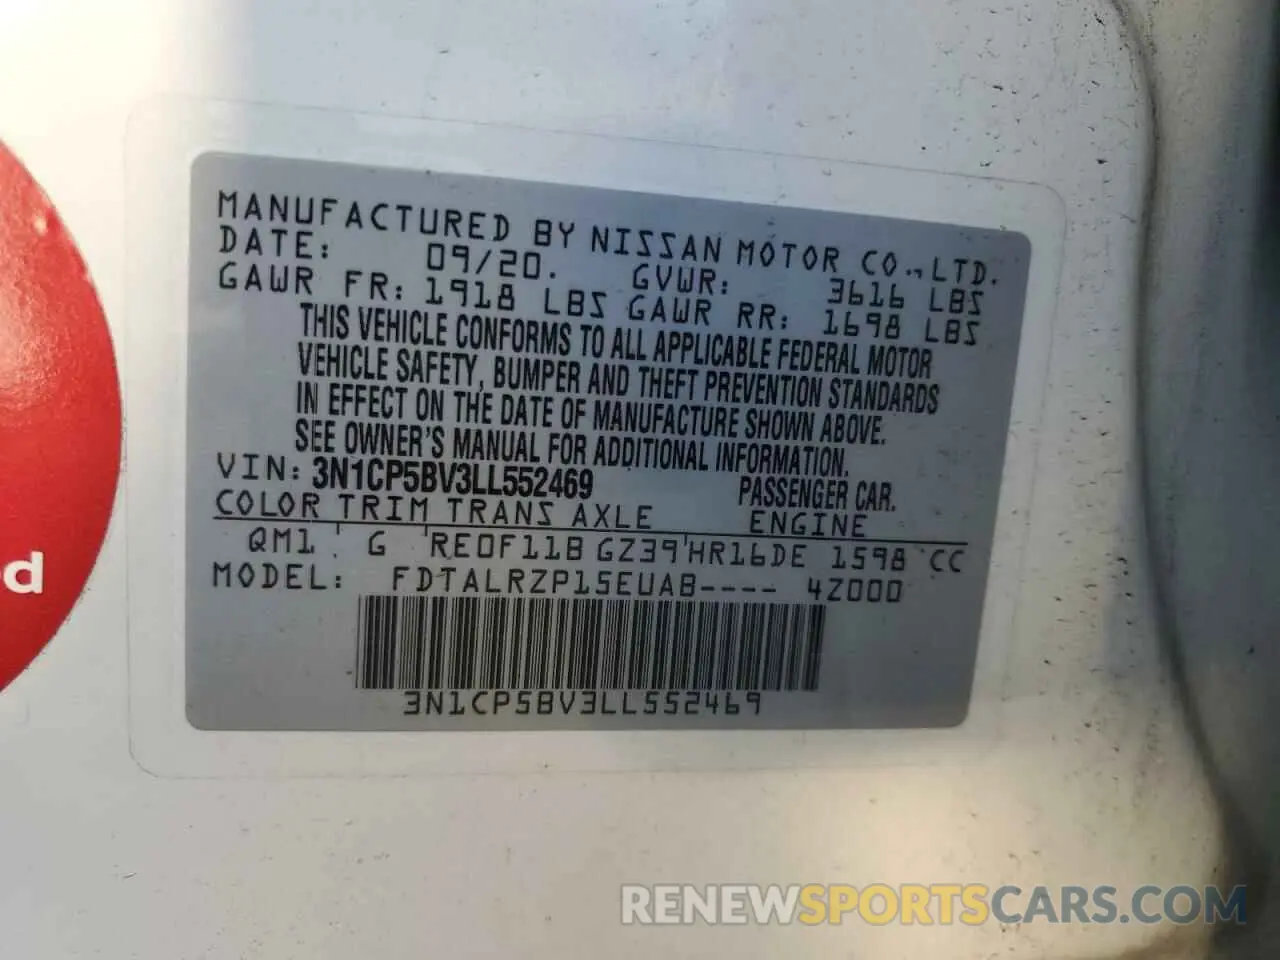 MANUFACTURED BY NISSAN MOTOR CO., LTD.
DATE: 09/20. GVWR: 3616 LBS
GAWR FR: 1918 LBS GAWR RR: 1698 LBS
THIS VEHICLE CONFORMS TO ALL APPLICABLE FEDERAL MOTOR
VEHICLE SAFETY, BUMPER AND THEFT PREVENTION STANDARDS
IN EFFECT ON THE DATE OF MANUFACTURE SHOWN ABOVE.
SEE OWNER'S MANUAL FOR ADDITIONAL INFORMATION.
VIN: 3N1CP5BV3LL552469 PASSENGER CAR.
COLOR TRIM TRANS AXLE ENGINE
QM1 G RE0F11B GZ39 HR16DE 1598 CC
MODEL: FDTALRZP15EUAB---- 4Z000
3N1CP5BV3LL552469
d
RENEWSPORTSCARS.COM